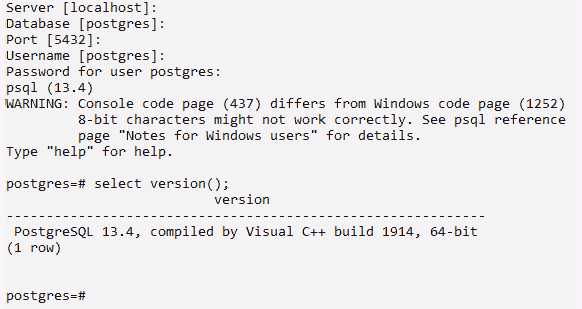 Server [localhost]:
Database [postgres]:
Port [5432]:
Username [postgres]:
Password for user postgres:
psql (13.4)
WARNING: Console code page (437) differs from Windows code page (1252)
         8-bit characters might not work correctly. See psql reference
         page "Notes for Windows users" for details.
Type "help" for help.

postgres=# select version();
                          version
------------------------------------------------------------
 PostgreSQL 13.4, compiled by Visual C++ build 1914, 64-bit
(1 row)


postgres=#